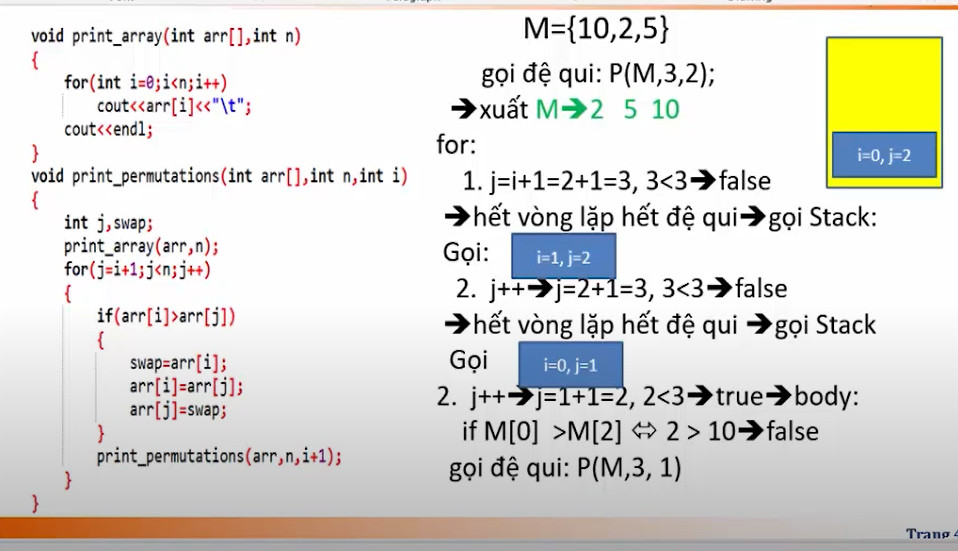 void print_array(int arr[],int n)
{
for(int i=0;i<n;i++)
cout<<arr[i]<<"\t";
cout<<endl;
}
void print_permutations(int arr[],int n,int i)
{
int j,swap;
print_array(arr,n);
for(j=i+1;j<n;j++)
{
if(arr[i]>arr[j])
{
swap=arr[i];
arr[i]=arr[j];
arr[j]=swap;
}
print_permutations(arr,n,i+1);
}
}
M={10,2,5}
gọi đệ qui: P(M,3,2);
➔xuất M➔2 5 10
for:
1. j=i+1=2+1=3, 3<3➔false
➔hết vòng lặp hết đệ qui➔gọi Stack:
Gọi: i=1, j=2
2. j++➔j=2+1=3, 3<3➔false
➔hết vòng lặp hết đệ qui ➔gọi Stack
Gọi i=0, j=1
2. j++➔j=1+1=2, 2<3➔true➔body:
if M[0] >M[2] ⇔ 2 > 10➔false
gọi đệ qui: P(M,3, 1)
i=0, j=2
Trang 4